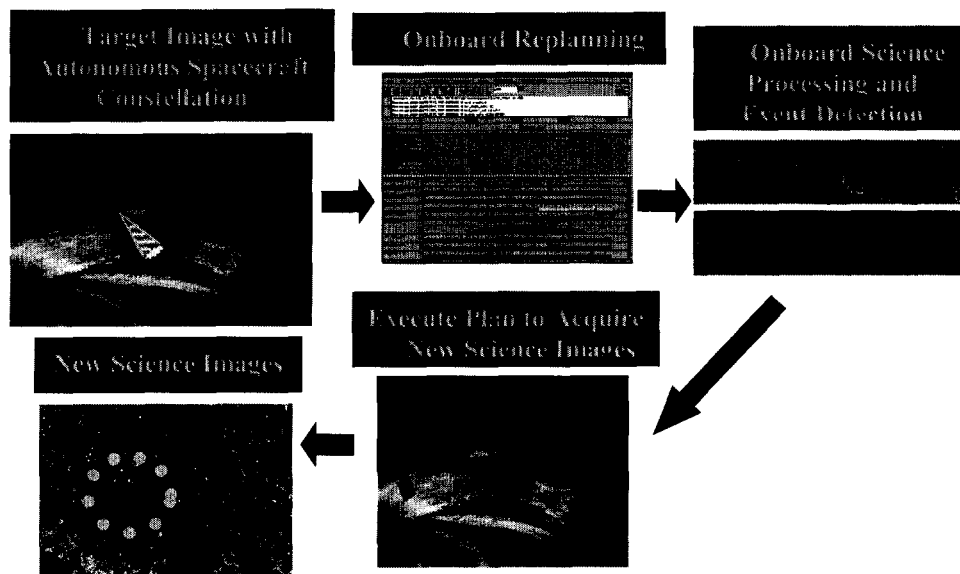 Target Image with
Autonomous Spacecraft
Constellation
Onboard Replanning
Onboard Science
Processing and
Event Detection
Execute Plan to Acquire
New Science Images
New Science Images